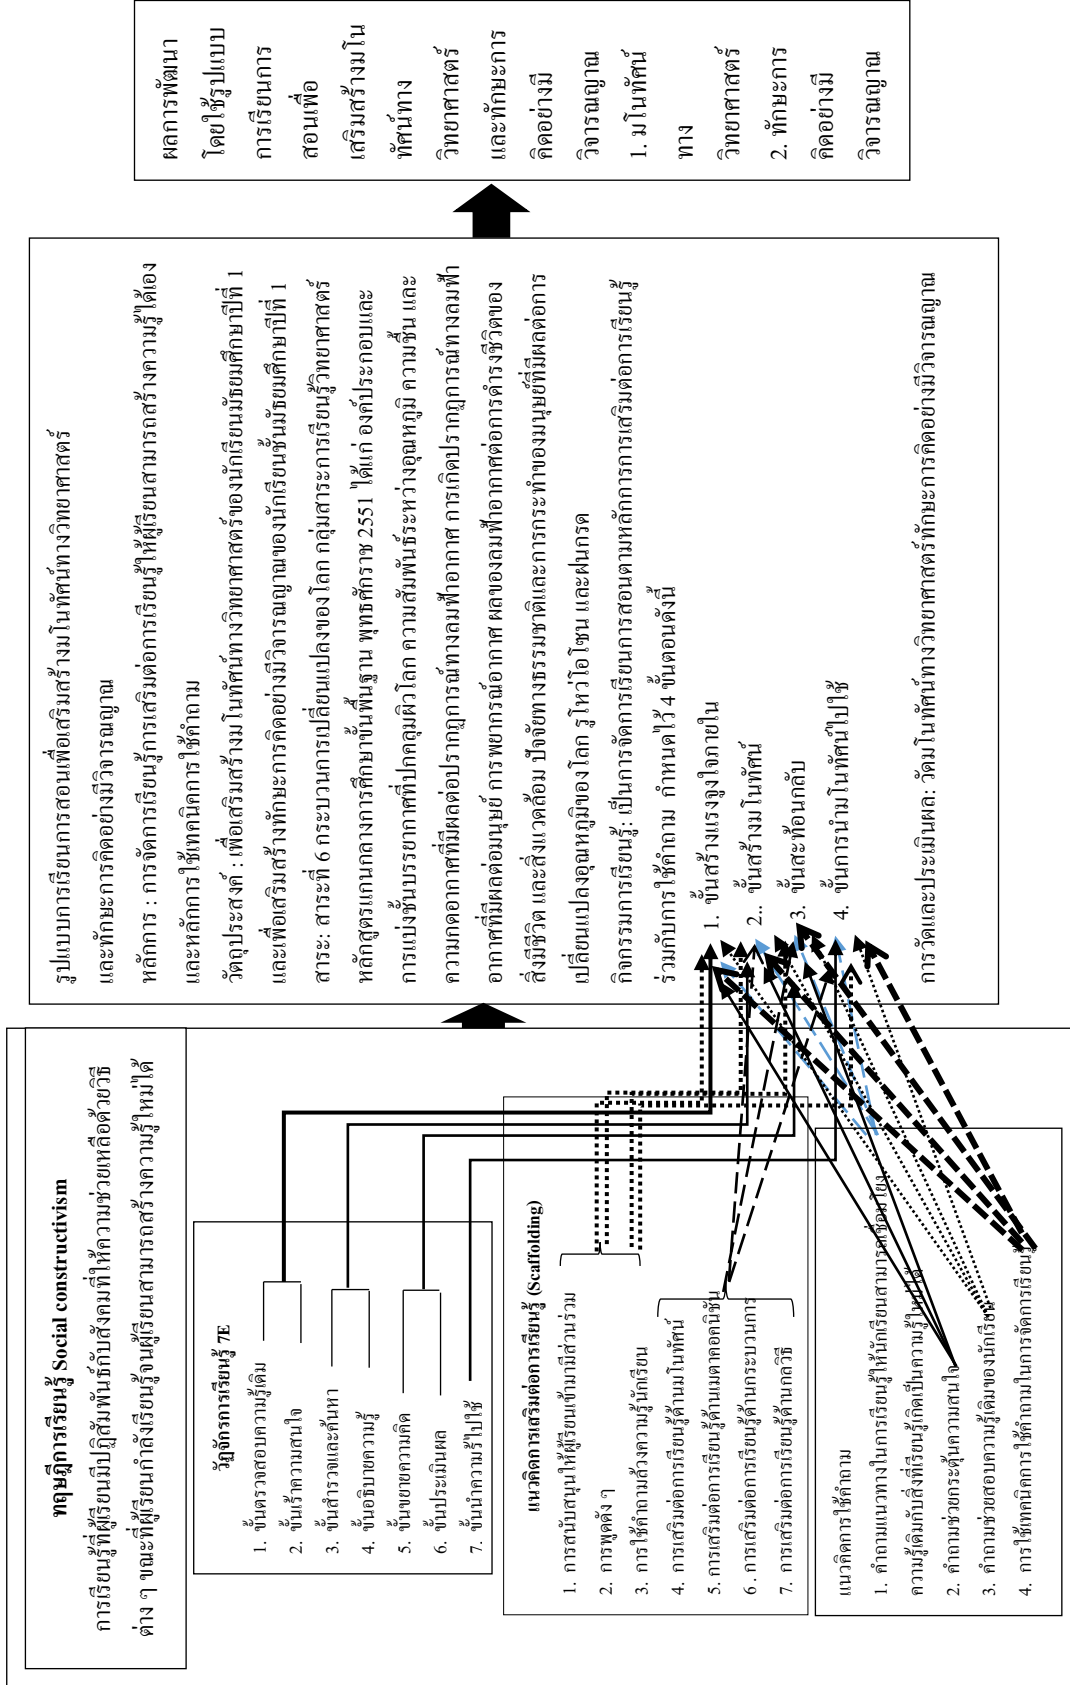 ทฤษฎีการเรียนรู้ Social constructivism
การเรียนรู้ที่ผู้เรียนมีปฏิสัมพันธ์กับสังคมที่ให้ความช่วยเหลือด้วยวิธี
ต่าง ๆ ขณะที่ผู้เรียนกำลังเรียนรู้จนผู้เรียนสามารถสร้างความรู้ใหม่ได้
วัฏจักรการเรียนรู้ 7E
1. ขั้นตรวจสอบความรู้เดิม
2. ขั้นเร้าความสนใจ
3. ขั้นสำรวจและค้นหา
4. ขั้นอธิบายความรู้
5. ขั้นขยายความคิด
6. ขั้นประเมินผล
7. ขั้นนำความรู้ไปใช้
แนวคิดการเสริมต่อการเรียนรู้ (Scaffolding)
1. การสนับสนุนให้ผู้เรียนเข้ามามีส่วนร่วม
2. การพูดดัง ๆ
3. การใช้คำถามล้วงความรู้นักเรียน
4. การเสริมต่อการเรียนรู้ด้านมโนทัศน์
5. การเสริมต่อการเรียนรู้ด้านเมตาคอคนิชัน
6 . การเสริมต่อการเรียนรู้ด้านกระบวนการ
7. การเสริมต่อการเรียนรู้ด้านกลวิธี
แนวคิดการใช้คำถาม
1. คำถามแนวทางในการเรียนรู้ให้นักเรียนสามารถเชื่อมโยง
ความรู้เดิมกับสิ่งที่เรียนรู้เกิดเป็นความรู้ใหม่ได้
2. คำถามช่วยกระตุ้นความสนใจ
3. คำถามช่วยสอบความรู้เดิมของนักเรียน
4. การใช้เทคนิคการใช้คำถามในการจัดการเรียนรู้
รูปแบบการเรียนการสอนเพื่อเสริมสร้างมโนทัศน์ทางวิทยาศาสตร์
และทักษะการคิดอย่างมีวิจารณญาณ
หลักการ : การจัดการเรียนรู้การเสริมต่อการเรียนรู้ให้ผู้เรียนสามารถสร้างความรู้ได้เอง
และหลักการใช้เทคนิคการใช้คำถาม
วัตถุประสงค์ : เพื่อเสริมสร้างมโนทัศน์ทางวิทยาศาสตร์ของนักเรียนมัธยมศึกษาปีที่ 1
และเพื่อเสริมสร้างทักษะการคิดอย่างมีวิจารณญาณของนักเรียนชั้นมัธยมศึกษาปีที่ 1
สาระ: สาระที่ 6 กระบวนการเปลี่ยนแปลงของโลก กลุ่มสาระการเรียนรู้วิทยาศาสตร์
หลักสูตรแกนกลางการศึกษาขั้นพื้นฐาน พุทธศักราช 2551 ได้แก่ องค์ประกอบและ
การแบ่งชั้นบรรยากาศที่ปกคลุมผิวโลก ความสัมพันธ์ระหว่างอุณหภูมิ ความชื้น และ
ความกดอากาศที่มีผลต่อปรากฏการณ์ทางลมฟ้าอากาศ การเกิดปรากฏการณ์ทางลมฟ้า
อากาศที่มีผลต่อมนุษย์ การพยากรณ์อากาศ ผลของลมฟ้าอากาศต่อการดำรงชีวิตของ
สิ่งมีชีวิต และสิ่งแวดล้อม ปัจจัยทางธรรมชาติและการกระทำของมนุษย์ที่มีผลต่อการ
เปลี่ยนแปลงอุณหภูมิของโลก รูโหว่โอโซน และฝนกรด
กิจกรรมการเรียนรู้: เป็นการจัดการเรียนการสอนตามหลักการการเสริมต่อการเรียนรู้
ร่วมกับการใช้คำถาม กำหนดไว้ 4 ขั้นตอนดังนี้
1. ขั้นสร้างแรงจูงใจภายใน
2.. ขั้นสร้างมโนทัศน์
3. ขั้นสะท้อนกลับ
4. ขั้นการนำมโนทัศน์ไปใช้
การวัดและประเมินผล: วัดมโนทัศน์ทางวิทยาศาสตร์ทักษะการคิดอย่างมีวิจารณญาณ
ผลการพัฒนา
โดยใช้รูปแบบ
การเรียนการ
สอนเพื่อ
เสริมสร้างมโน
ทัศน์ทาง
วิทยาศาสตร์
และทักษะการ
คิดอย่างมี
วิจารณญาณ
1. มโนทัศน์
ทาง
วิทยาศาสตร์
2. ทักษะการ
คิดอย่างมี
วิจารณญาณ